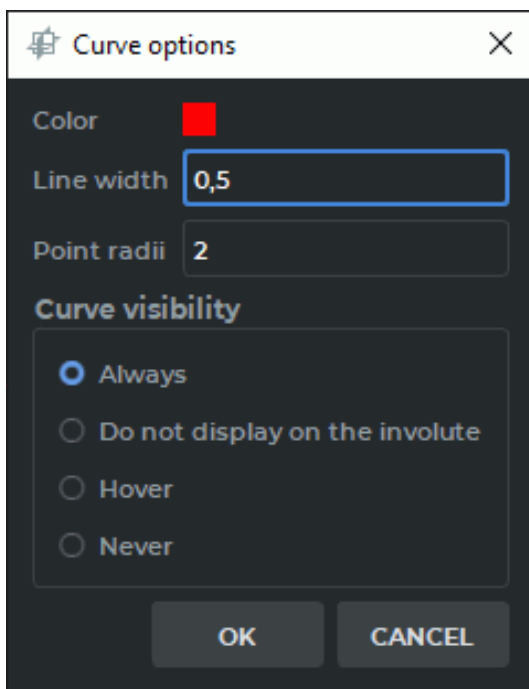 Curve options
Color
Line width 0,5
Point radii 2
Curve visibility
Always
Do not display on the involute
Hover
Never
OK CANCEL